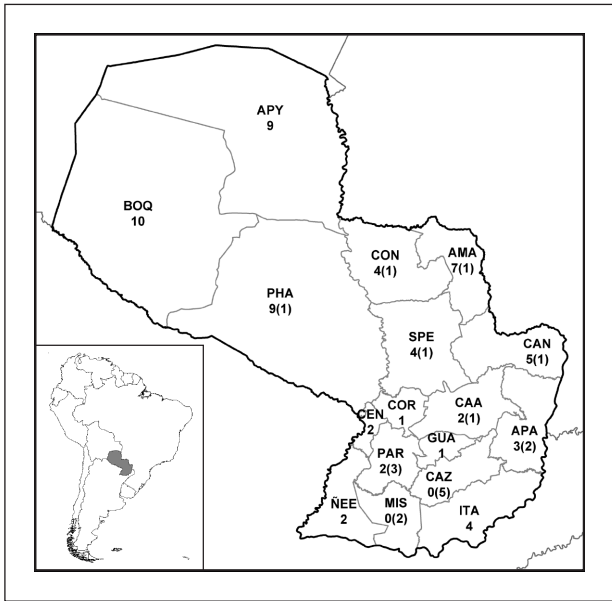 APY
9
BOQ
10
CON
4(1)
AMA
7(1)
PHA
9(1)
SPE
4(1)
CAN
5(1)
CEN
2
COR
1
CAA
2(1)
APA
3(2)
GUA
1
PAR
2(3)
CAZ
0(5)
ÑEE
2
MIS
0(2)
ITA
4